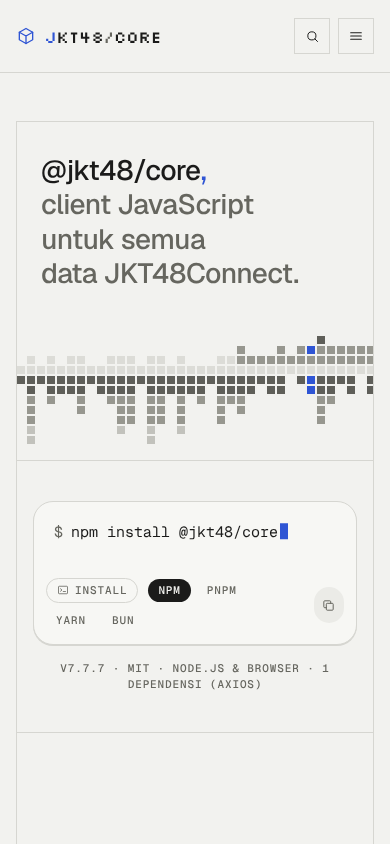 JKT48/CORE
@jkt48/core,
client JavaScript
untuk semua
data JKT48Connect.
$ npm install @jkt48/core
INSTALL
NPM
PNPM
YARN
BUN
V7.7.7 · MIT · NODE.JS & BROWSER · 1
DEPENDENSI (AXIOS)